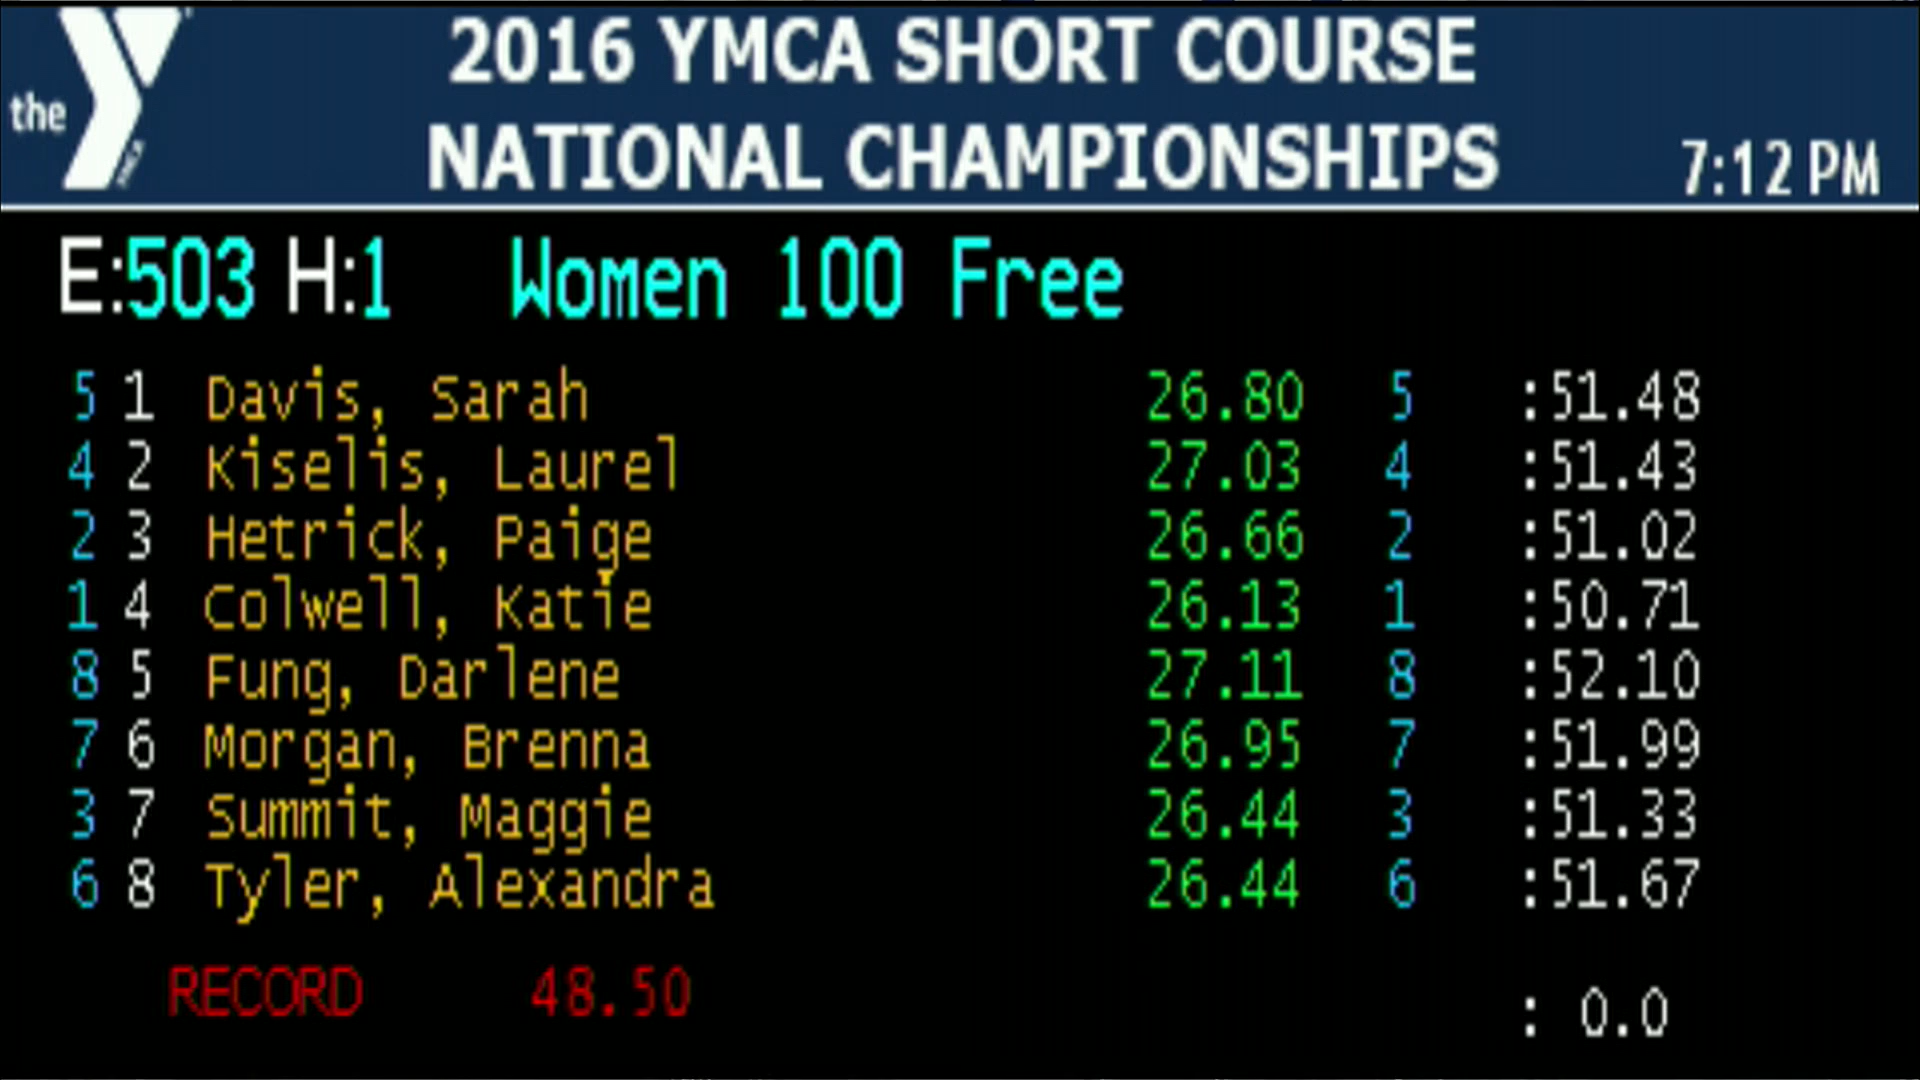 the
YMCA
2016 YMCA SHORT COURSE
NATIONAL CHAMPIONSHIPS
7:12 PM
E:503 H:1 Women 100 Free
5 1 Davis, Sarah 26.80 5 :51.48
4 2 Kiselis, Laurel 27.03 4 :51.43
2 3 Hetrick, Paige 26.66 2 :51.02
1 4 Colwell, Katie 26.13 1 :50.71
8 5 Fung, Darlene 27.11 8 :52.10
7 6 Morgan, Brenna 26.95 7 :51.99
3 7 Summit, Maggie 26.44 3 :51.33
6 8 Tyler, Alexandra 26.44 6 :51.67
RECORD 48.50
: 0.0